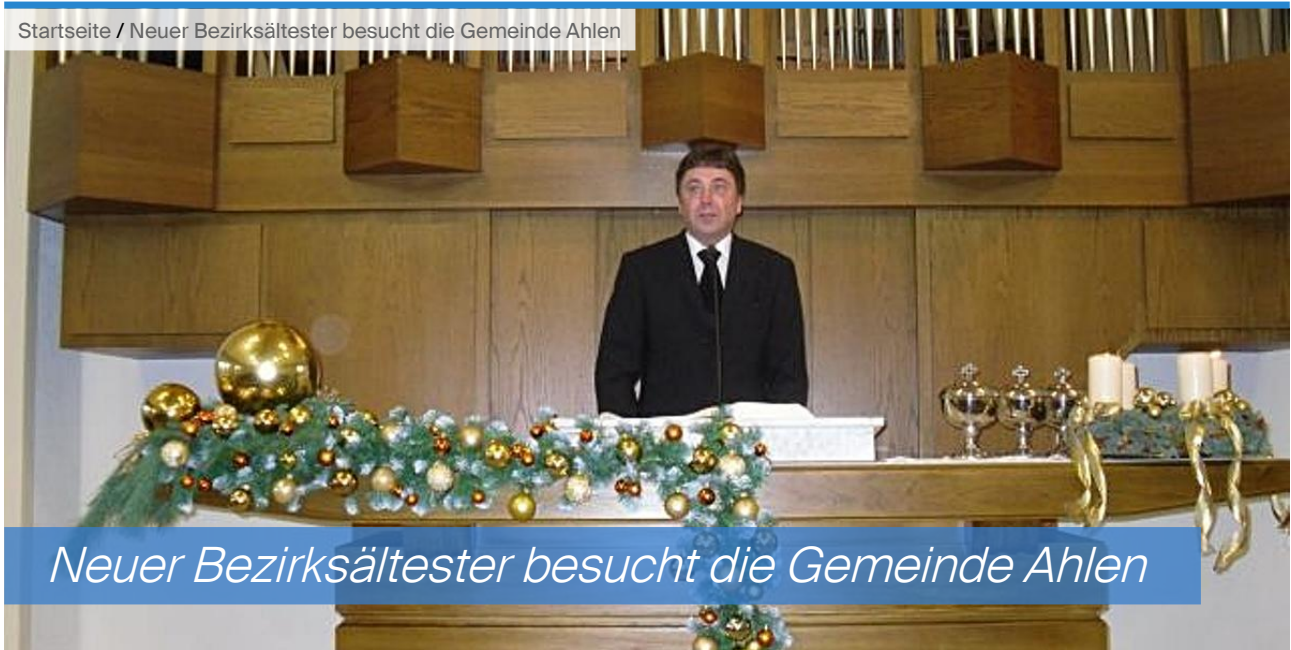 Startseite / Neuer Bezirksältester besucht die Gemeinde Ahlen
Neuer Bezirksältester besucht die Gemeinde Ahlen